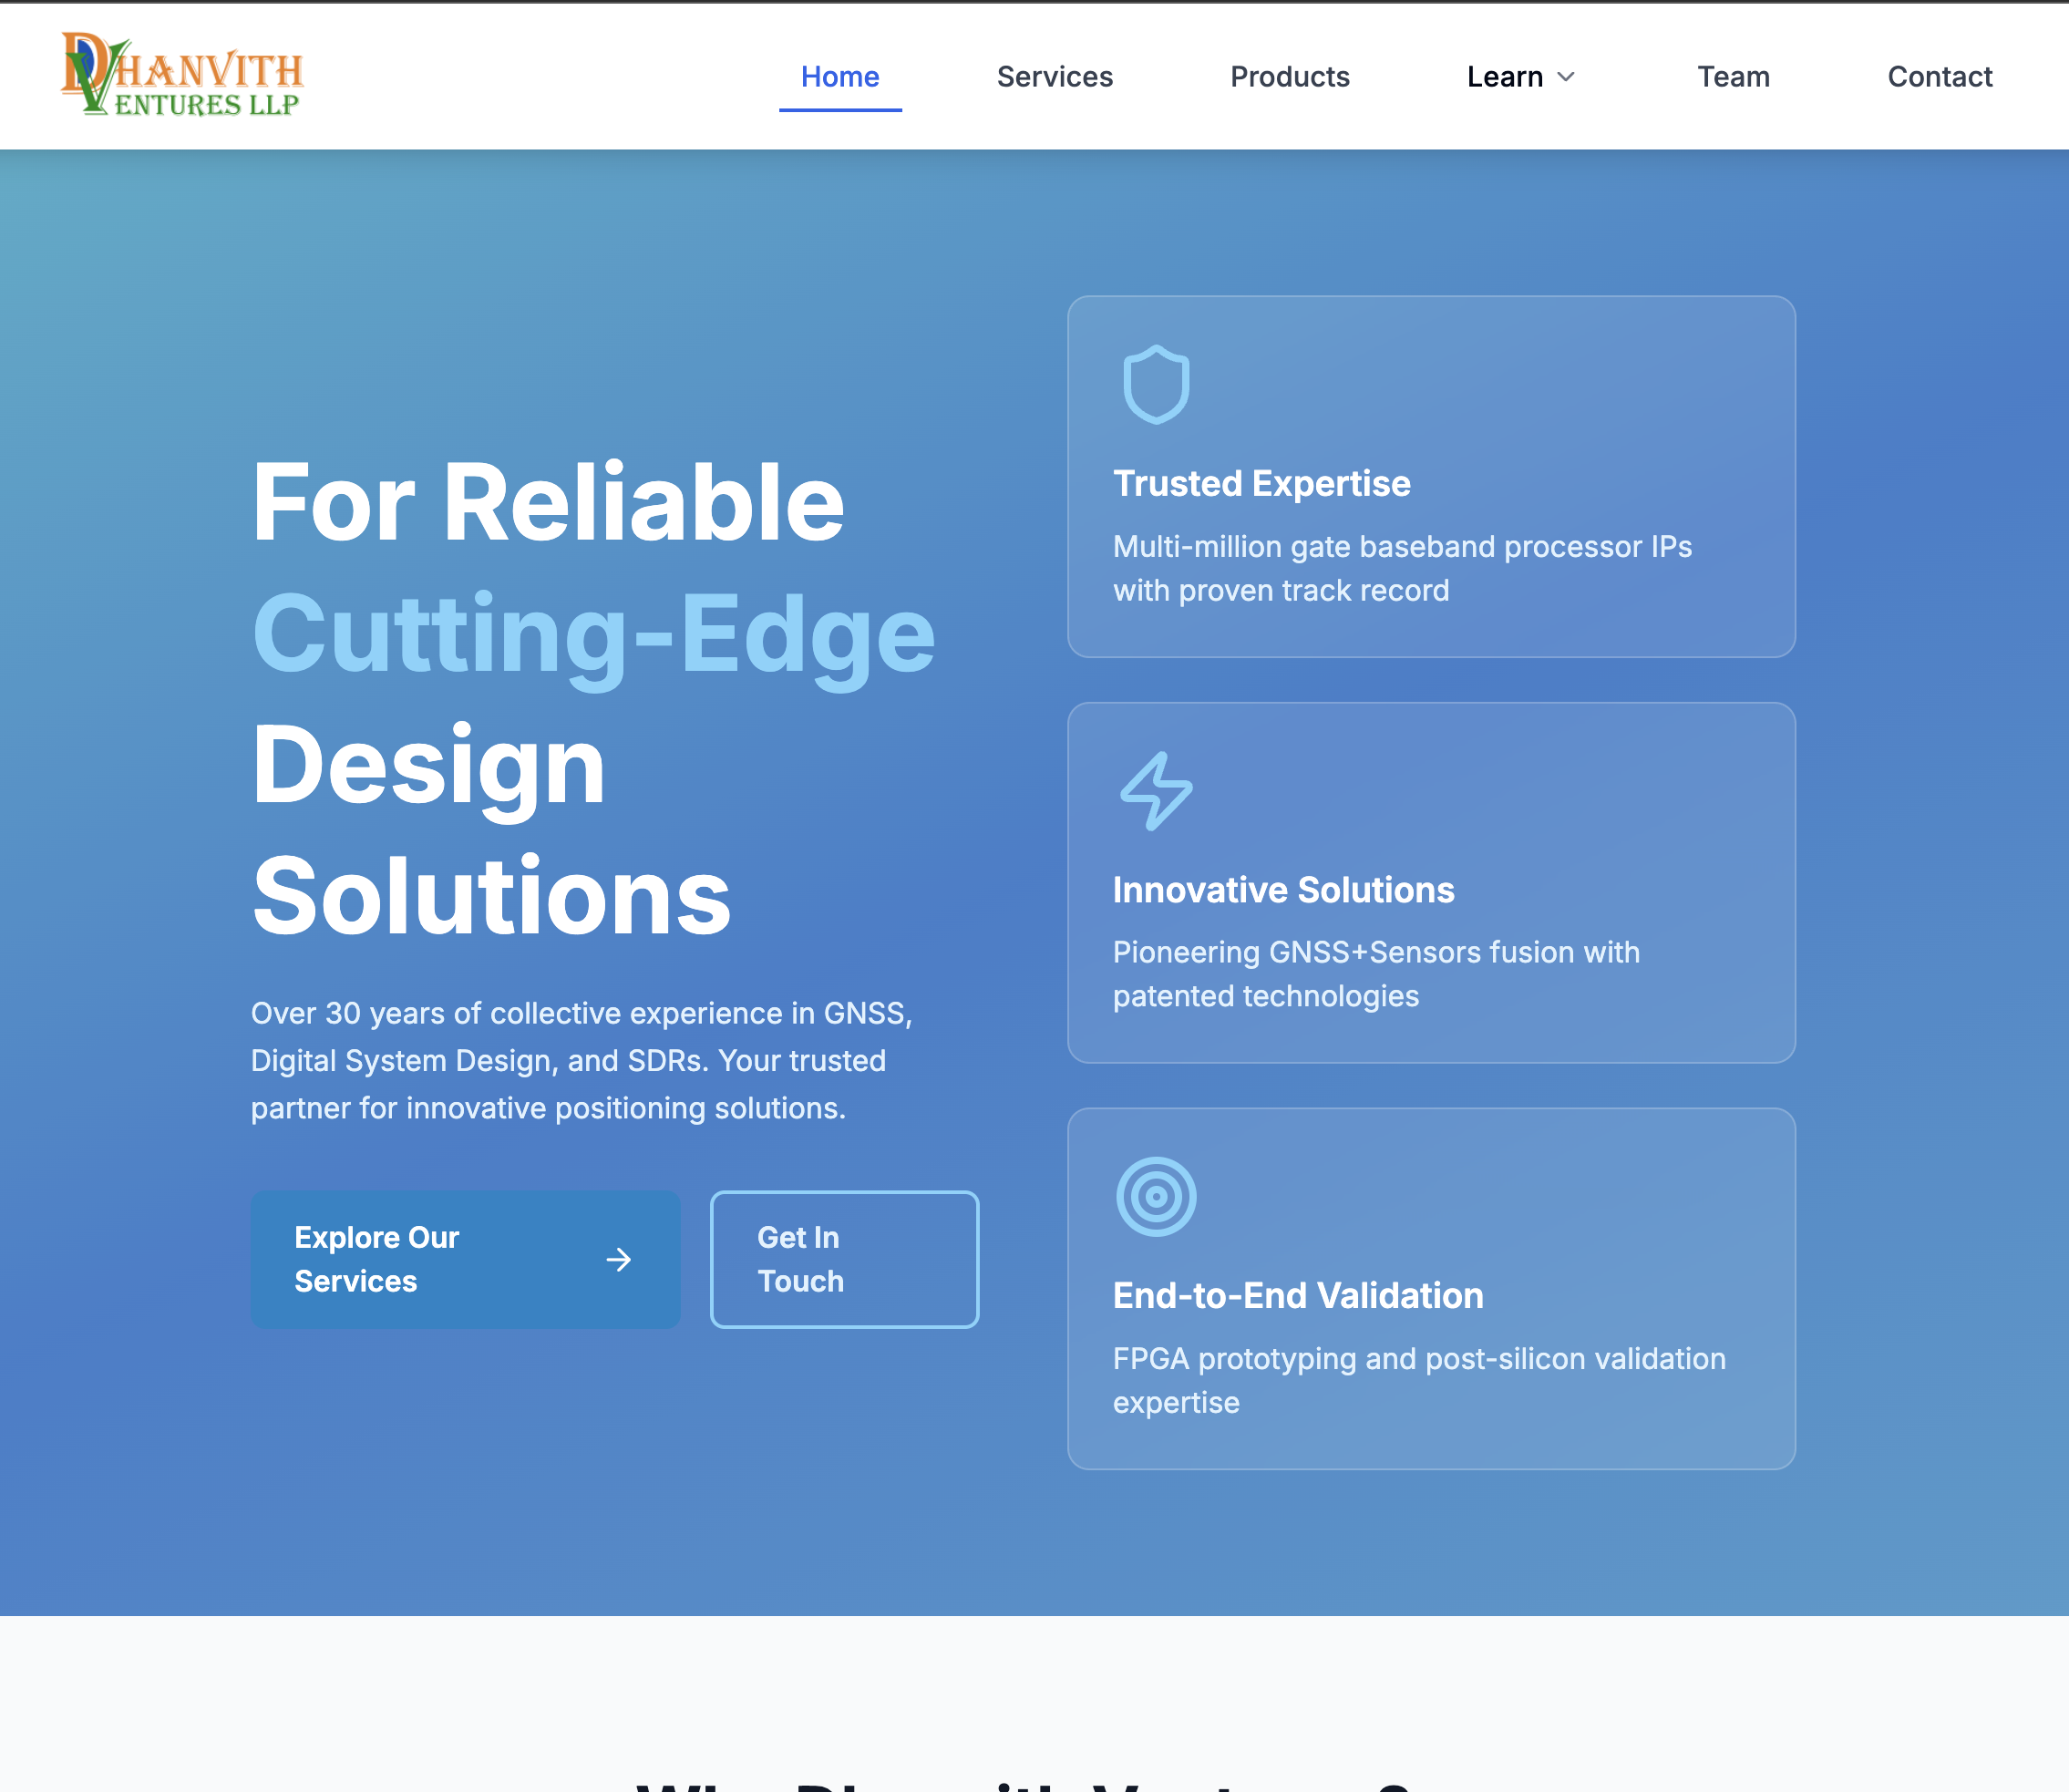 DHANVITH
VENTURES LLP
Home
Services
Products
Learn
Team
Contact
For Reliable
Cutting-Edge
Design
Solutions
Over 30 years of collective experience in GNSS,
Digital System Design, and SDRs. Your trusted
partner for innovative positioning solutions.
Explore Our
Services
Get In
Touch
Trusted Expertise
Multi-million gate baseband processor IPs
with proven track record
Innovative Solutions
Pioneering GNSS+Sensors fusion with
patented technologies
End-to-End Validation
FPGA prototyping and post-silicon validation
expertise